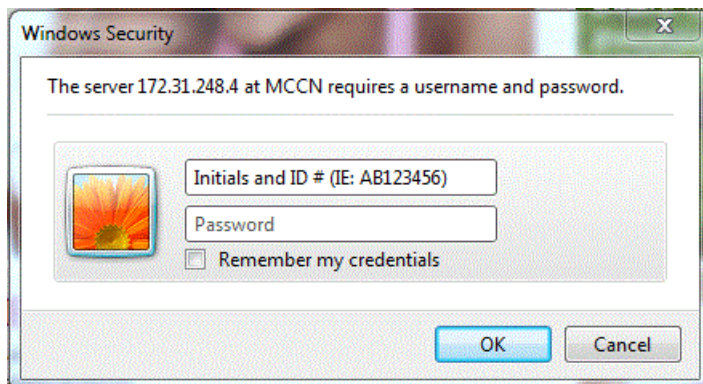 Windows Security
The server 172.31.248.4 at MCCN requires a username and password.
Initials and ID # (IE: AB123456)
Password
Remember my credentials
OK
Cancel